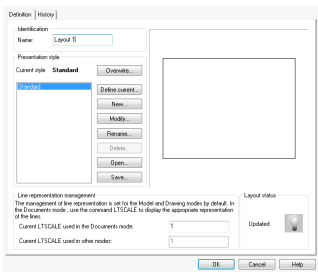 Definition History
Identification
Name: Layout 1
Presentation style
Current style Standard
Overwrite...
Standard
Define current...
New...
Modify...
Rename...
Delete...
Open...
Save...
Line representation management
The management of line representation is set for the Model and Drawing modes by default. In
the Documents mode , use the command LTSCALE to display the appropriate representation
of the lines.
Current LTSCALE used in the Documents mode: 1
Current LTSCALE used in other modes: 1
Layout status
Updated
OK Cancel Help